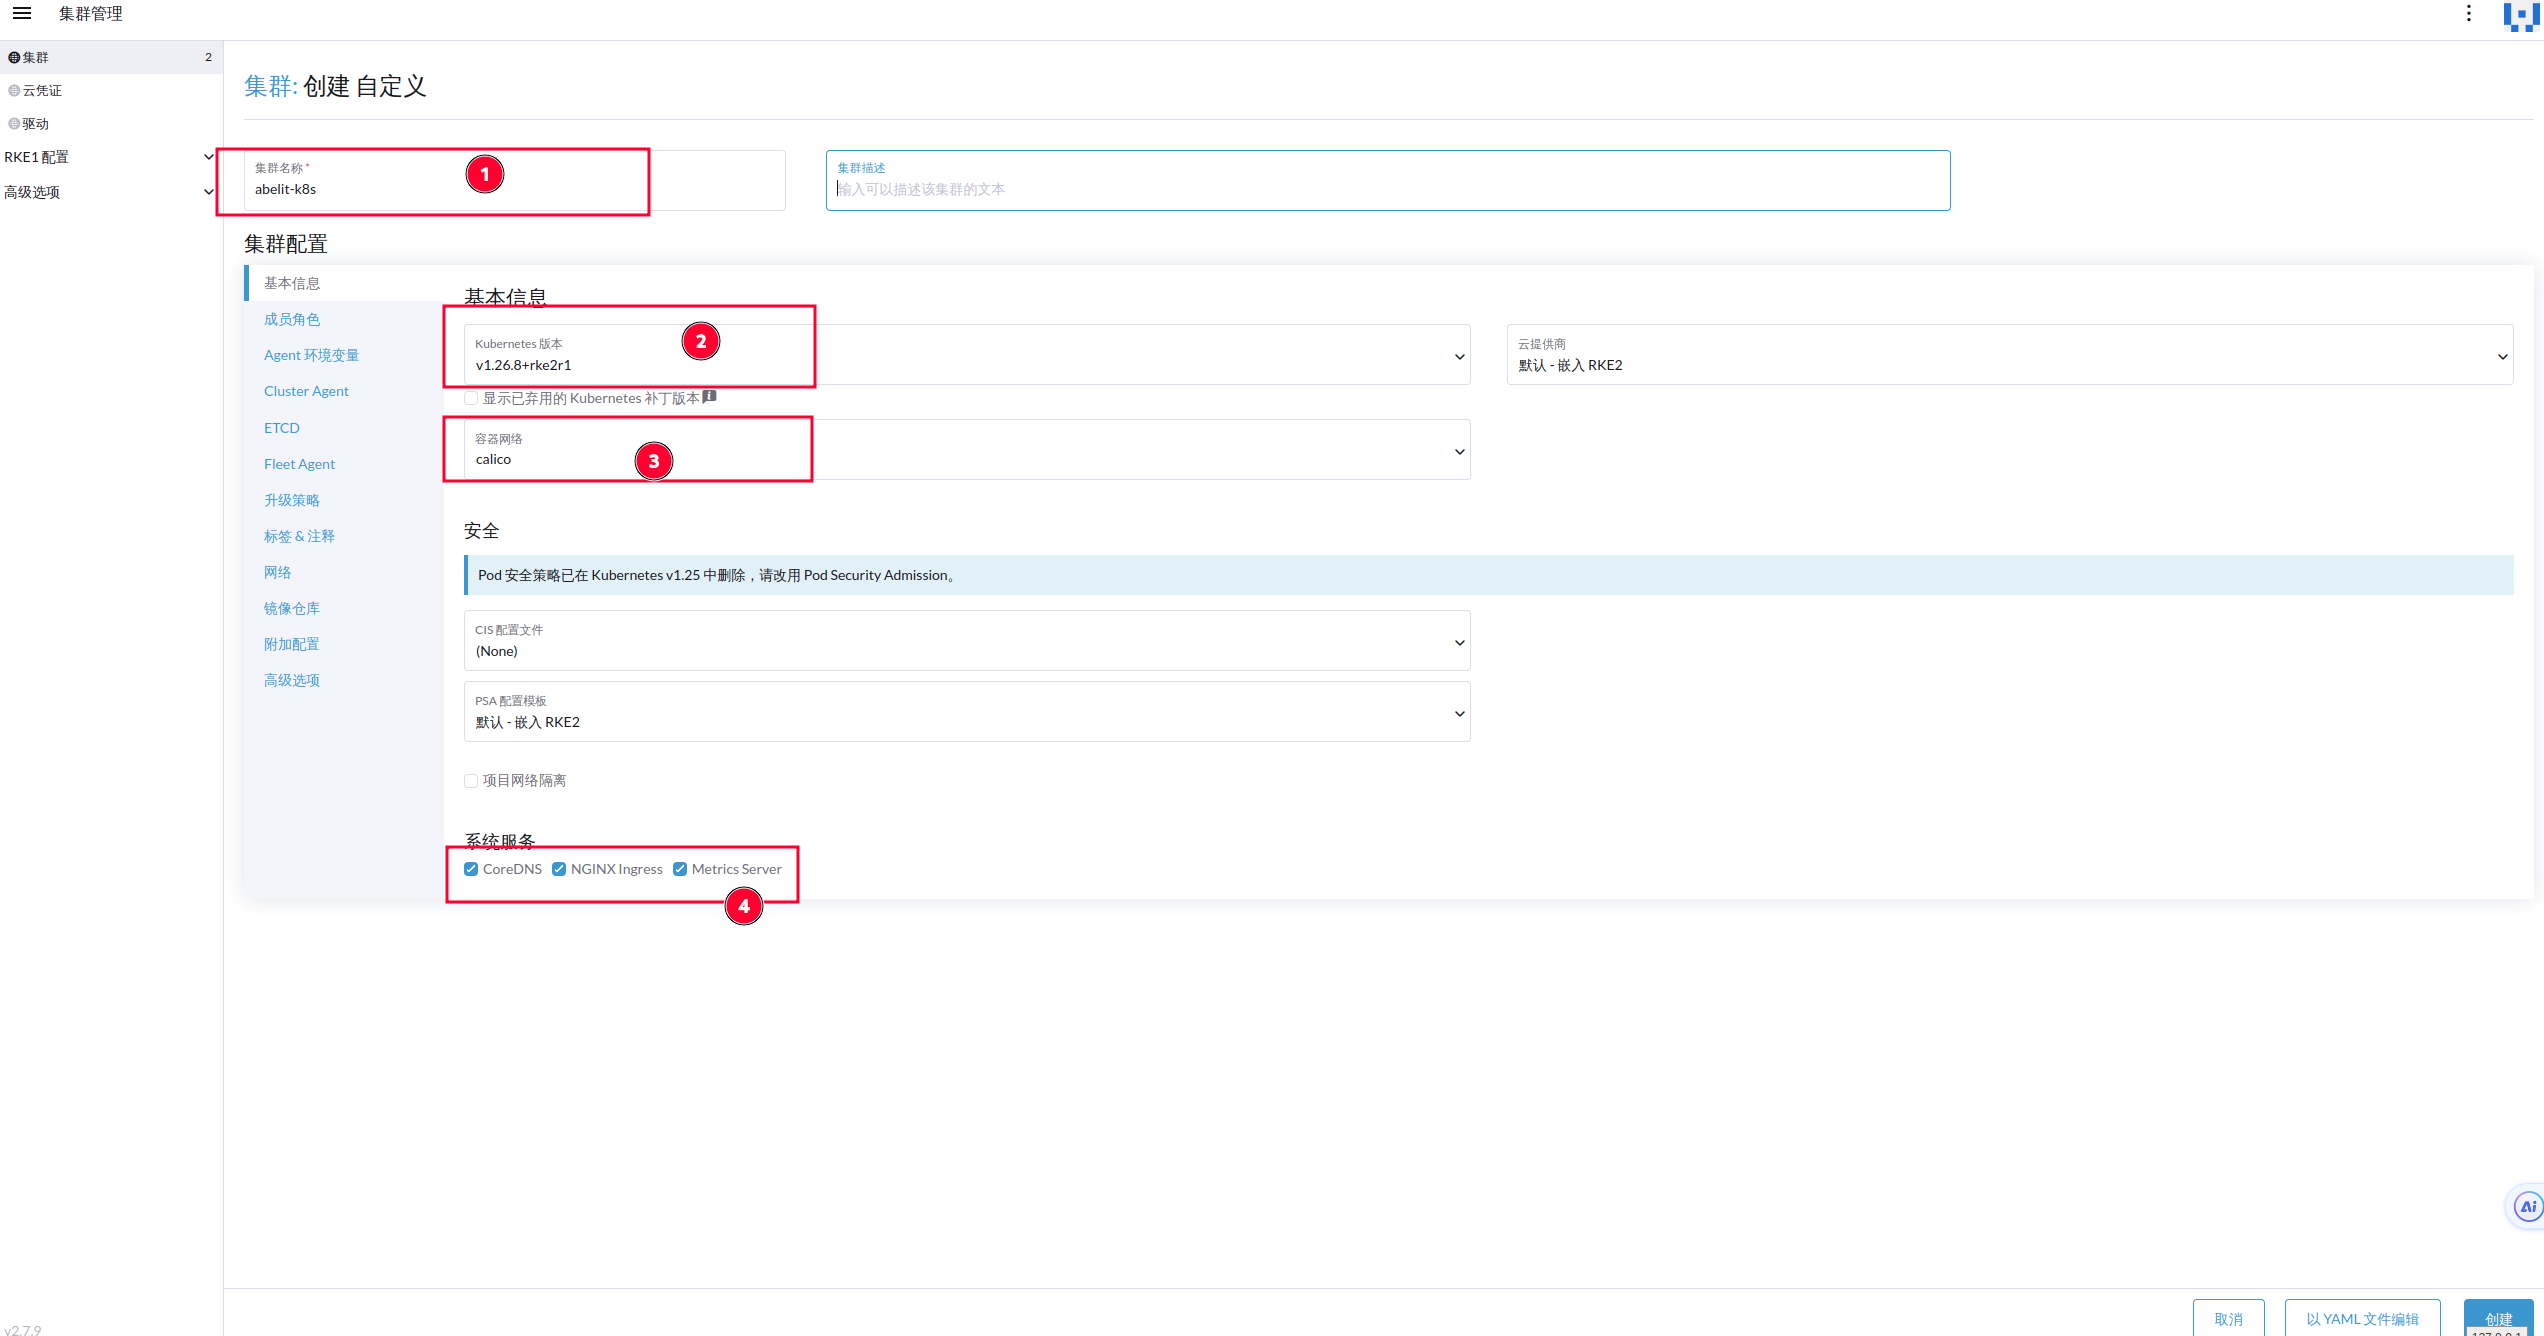 集群管理
集群 2
云凭证
驱动
RKE1 配置
高级选项
集群: 创建 自定义
集群名称 *
abelit-k8s
1
集群描述
输入可以描述该集群的文本
集群配置
基本信息
成员角色
Agent 环境变量
Cluster Agent
ETCD
Fleet Agent
升级策略
标签 & 注释
网络
镜像仓库
附加配置
高级选项
基本信息
Kubernetes 版本
v1.26.8+rke2r1
2
云提供商
默认 - 嵌入 RKE2
显示已弃用的 Kubernetes 补丁版本
容器网络
calico
3
安全
Pod 安全策略已在 Kubernetes v1.25 中删除，请改用 Pod Security Admission。
CIS 配置文件
(None)
PSA 配置模板
默认 - 嵌入 RKE2
项目网络隔离
系统服务
CoreDNS NGINX Ingress Metrics Server
4
Ai
取消 以 YAML 文件编辑 创建
v2.7.9